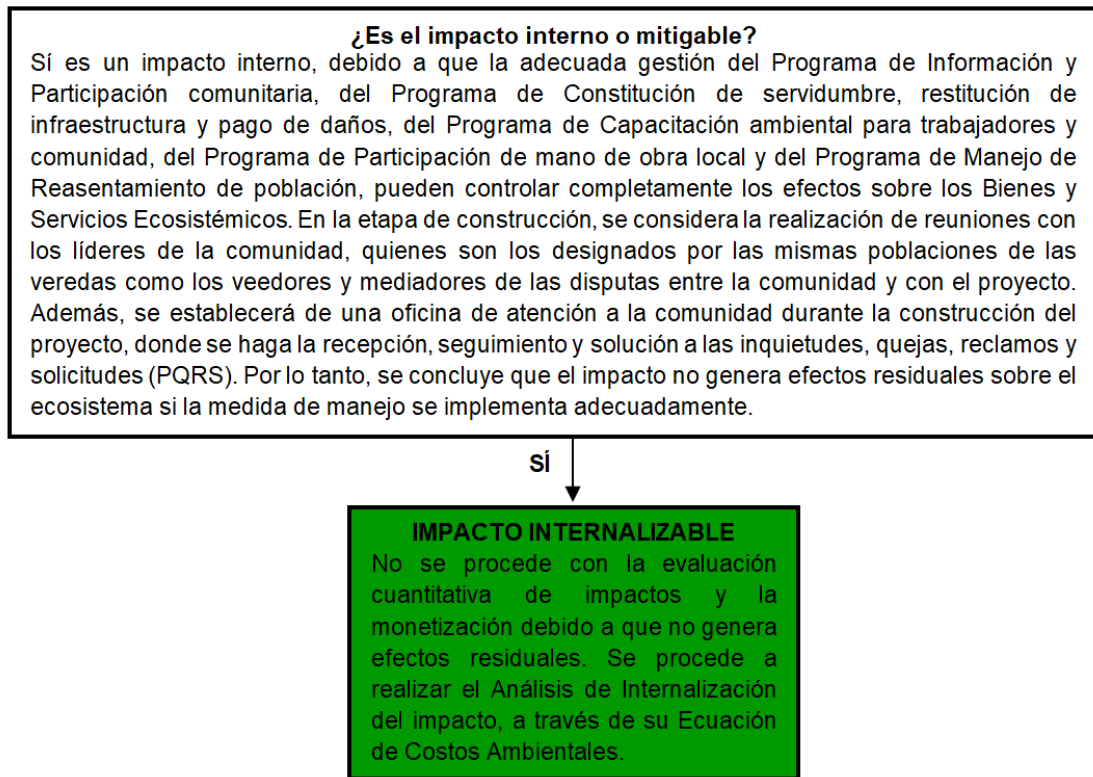 ¿Es el impacto interno o mitigable?
Sí es un impacto interno, debido a que la adecuada gestión del Programa de Información y
Participación comunitaria, del Programa de Constitución de servidumbre, restitución de
infraestructura y pago de daños, del Programa de Capacitación ambiental para trabajadores y
comunidad, del Programa de Participación de mano de obra local y del Programa de Manejo de
Reasentamiento de población, pueden controlar completamente los efectos sobre los Bienes y
Servicios Ecosistémicos. En la etapa de construcción, se considera la realización de reuniones con
los líderes de la comunidad, quienes son los designados por las mismas poblaciones de las
veredas como los veedores y mediadores de las disputas entre la comunidad y con el proyecto.
Además, se establecerá de una oficina de atención a la comunidad durante la construcción del
proyecto, donde se haga la recepción, seguimiento y solución a las inquietudes, quejas, reclamos y
solicitudes (PQRS). Por lo tanto, se concluye que el impacto no genera efectos residuales sobre el
ecosistema si la medida de manejo se implementa adecuadamente.
SÍ
IMPACTO INTERNALIZABLE
No se procede con la evaluación
cuantitativa de impactos y la
monetización debido a que no genera
efectos residuales. Se procede a
realizar el Análisis de Internalización
del impacto, a través de su Ecuación
de Costos Ambientales.